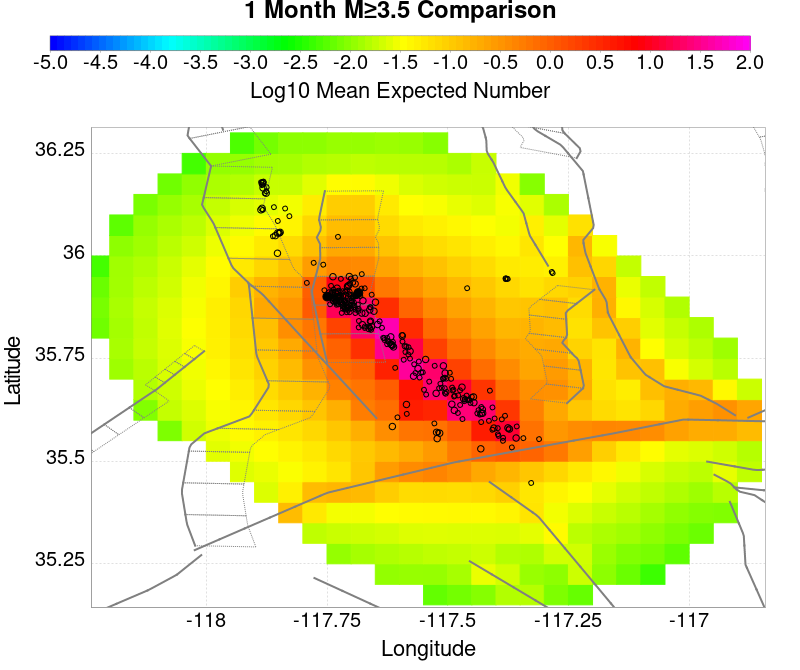 1 Month M≥3.5 Comparison
-5.0 -4.5 -4.0 -3.5 -3.0 -2.5 -2.0 -1.5 -1.0 -0.5 0.0 0.5 1.0 1.5 2.0
Log10 Mean Expected Number
36.25
36
35.75
35.5
35.25
Latitude
-118 -117.75 -117.5 -117.25 -117
Longitude